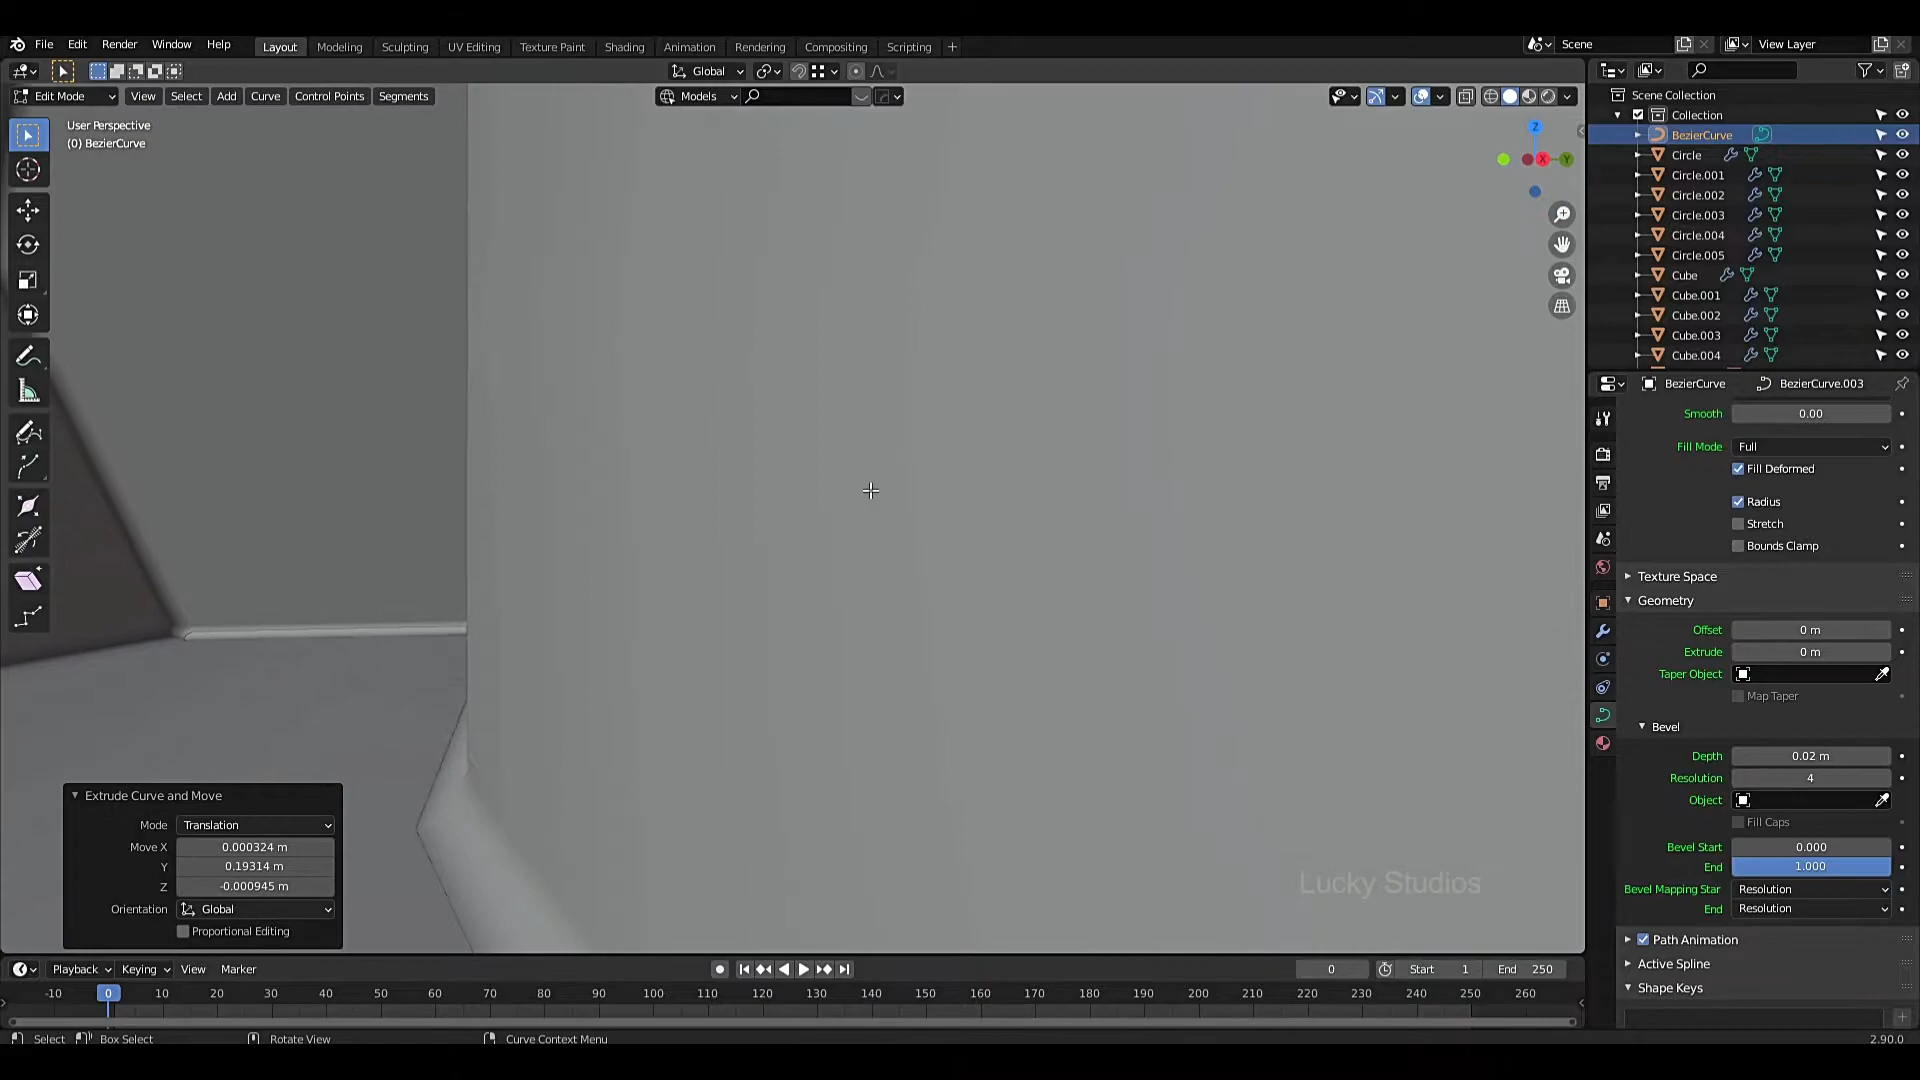 File Edit Render Window Help Layout Modeling Sculpting UV Editing Texture Paint Shading Animation Rendering Compositing Scripting + Scene View Layer
Global
Edit Mode View Select Add Curve Control Points Segments Models
User Perspective
(0) BezierCurve
Z
X
Y
Scene Collection
Collection
BezierCurve
Circle
Circle.001
Circle.002
Circle.003
Circle.004
Circle.005
Cube
Cube.001
Cube.002
Cube.003
Cube.004
BezierCurve BezierCurve.003
Smooth 0.00
Fill Mode Full
Fill Deformed
Radius
Stretch
Bounds Clamp
Texture Space
Geometry
Offset 0 m
Extrude 0 m
Taper Object
Map Taper
Bevel
Depth 0.02 m
Resolution 4
Object
Fill Caps
Bevel Start 0.000
End 1.000
Bevel Mapping Star Resolution
End Resolution
Path Animation
Active Spline
Shape Keys
Extrude Curve and Move
Mode Translation
Move X 0.000324 m
Y 0.19314 m
Z -0.000945 m
Orientation Global
Proportional Editing
Lucky Studios
Playback Keying View Marker 0 Start 1 End 250
-10 0 10 20 30 40 50 60 70 80 90 100 110 120 130 140 150 160 170 180 190 200 210 220 230 240 250 260
Select Box Select Rotate View Curve Context Menu 2.90.0